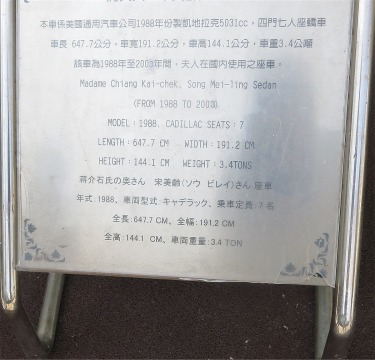 本車係美國通用汽車公司1988年份製凱地拉克5031cc，四門七人座轎車
車長 647.7公分，車寬191.2公分，車高144.1公分，車重3.4公順
該車為1988年至2003年間，夫人在國內使用之座車。
Madame Chiang Kai-chek. Song Mei-ling Sedan
(FROM 1988 TO 2003)
MODEL：1988. CADILLAC SEATS：7
LENGTH：647.7 CM WIDTH：191.2 CM
HEIGHT：144.1 CM WEIGHT：3.4TONS
蔣介石氏の奥さん 宋美齢(ソウ ビレイ)さん 座車
年式：1988、車両型式：キャデラック、乗車定員：7 名
全長：647.7 CM、全幅：191.2 CM
全高：144.1 CM、車両重量：3.4 TON